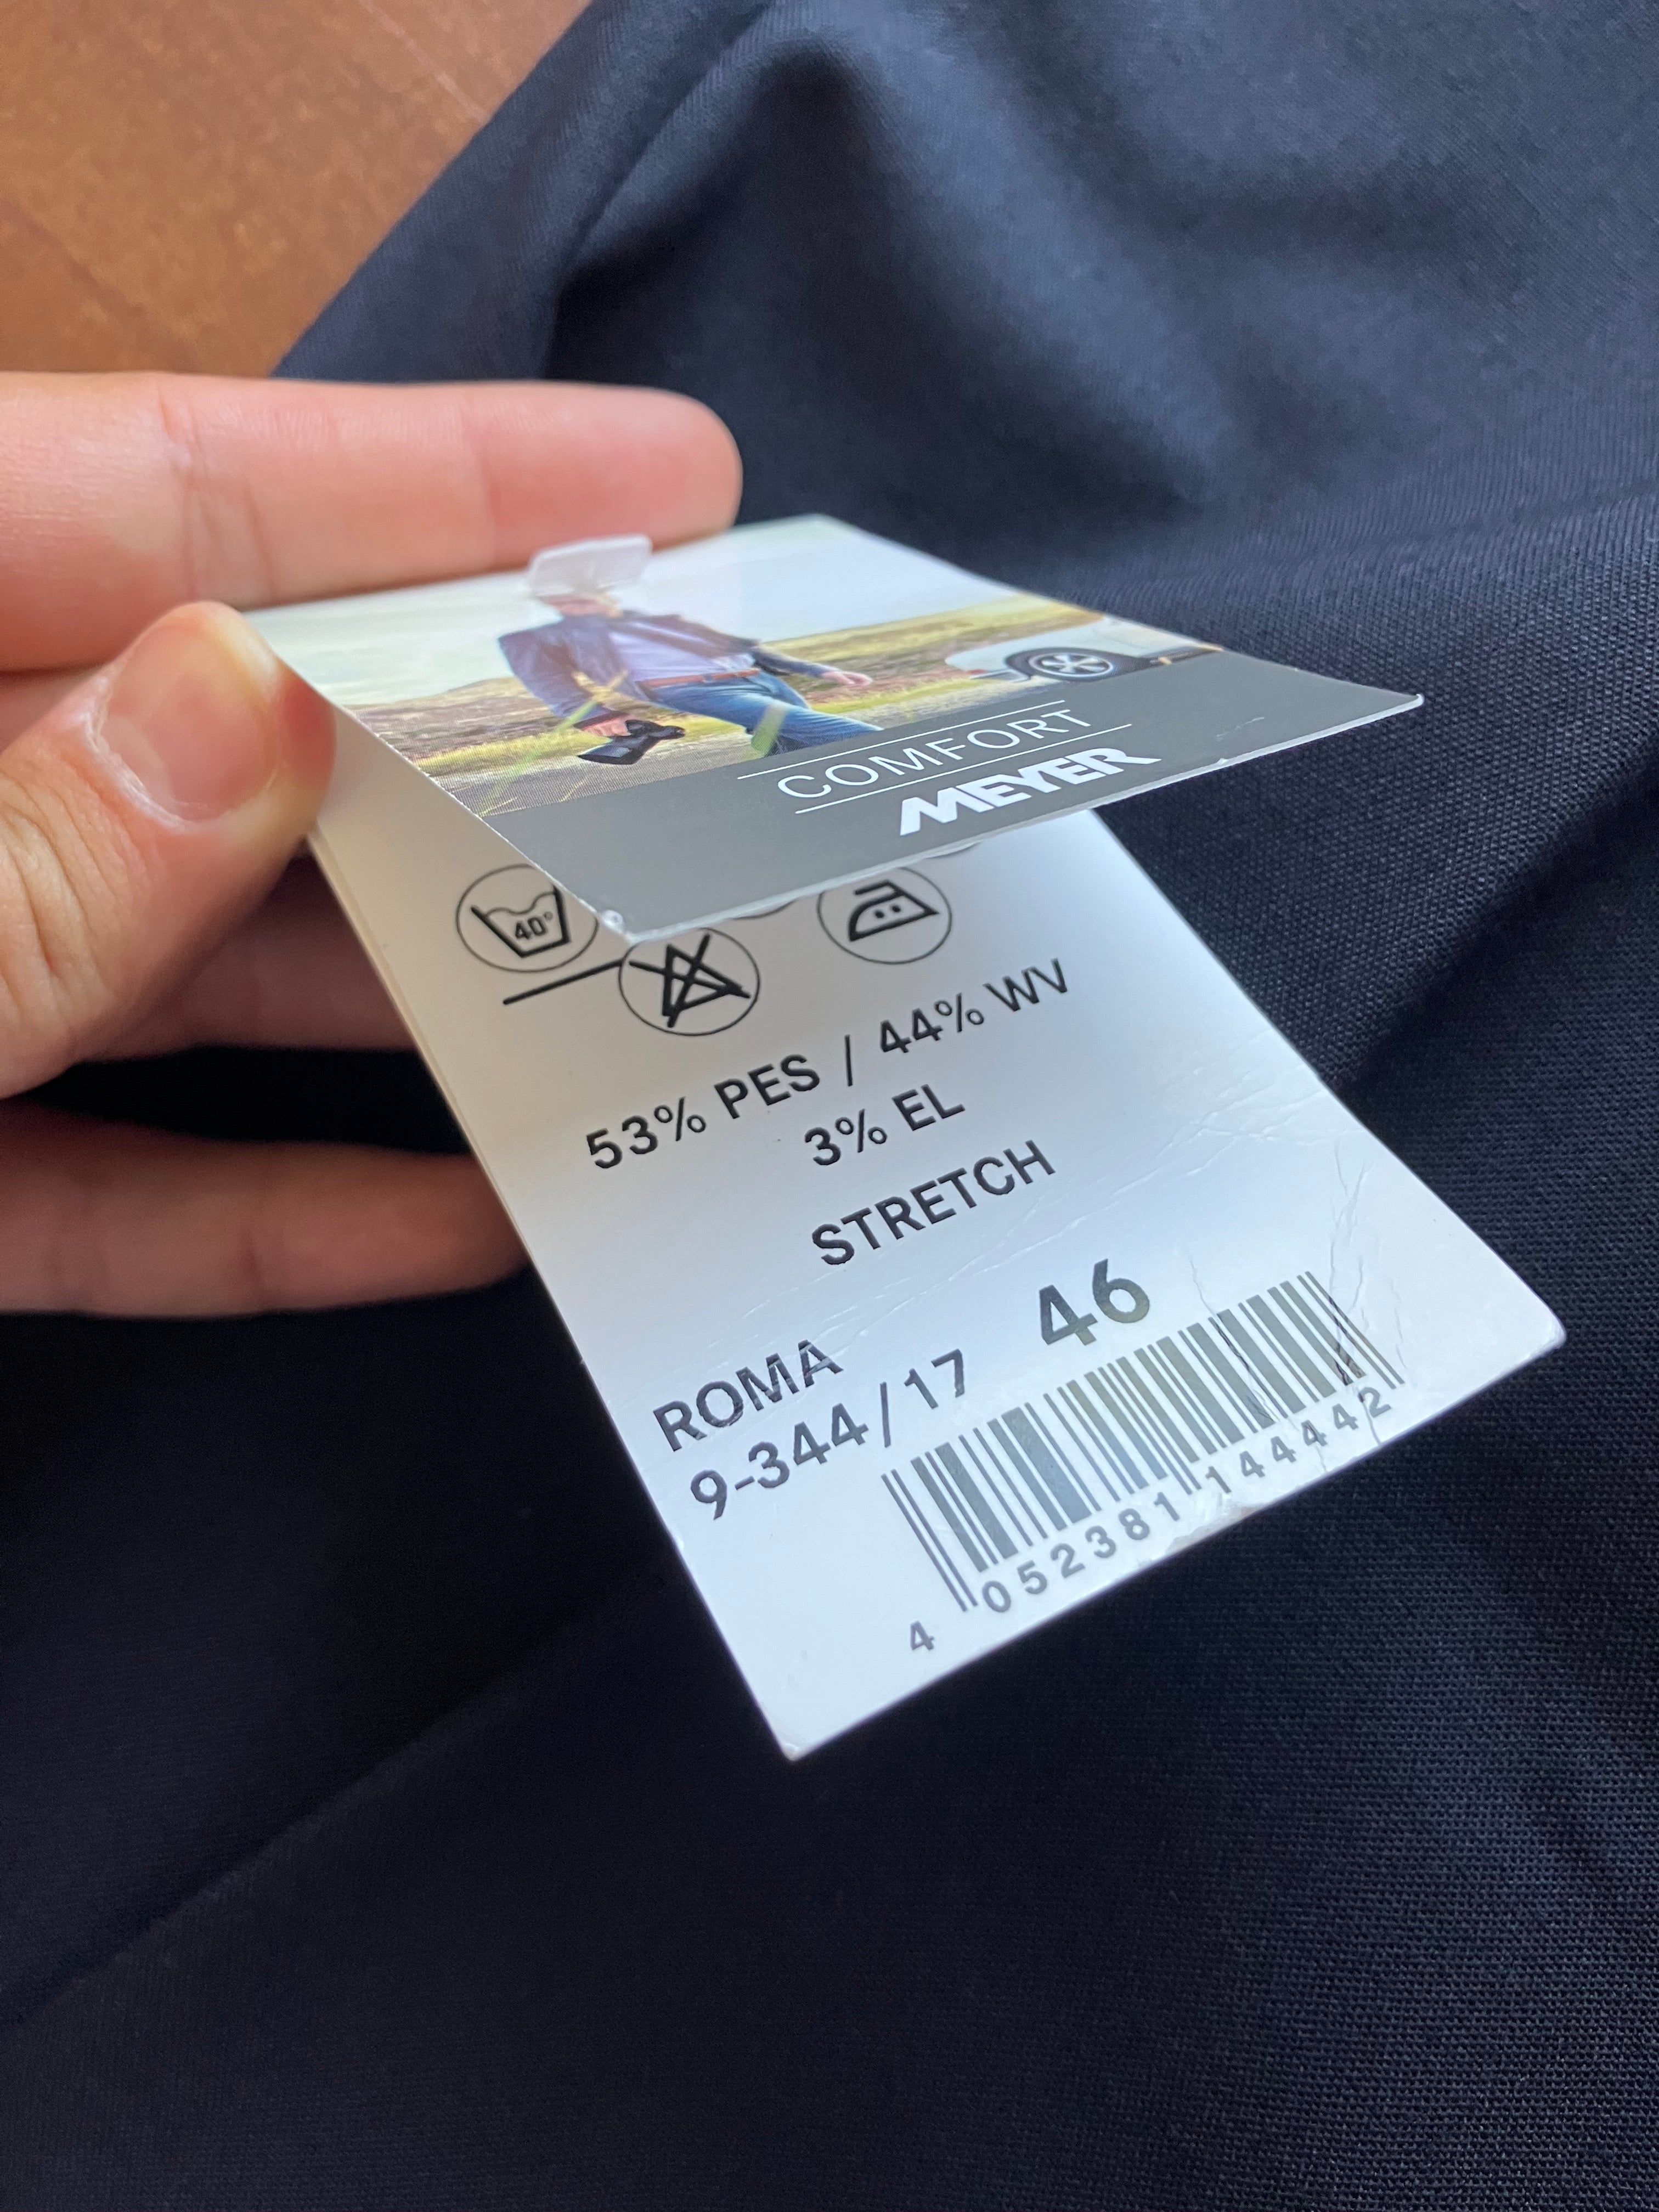 COMFORT
MEYER
40°
53% PES / 44% WV
3% EL
STRETCH
ROMA
9-344/17 46
4 052381 144442